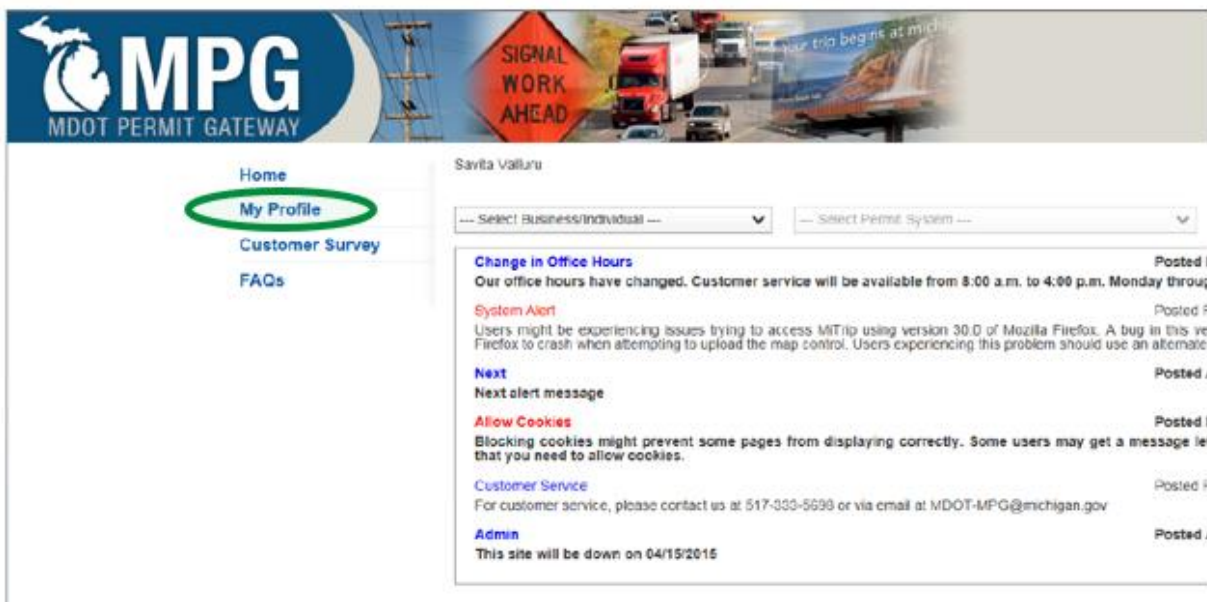 MPG
MDOT PERMIT GATEWAY
SIGNAL
WORK
AHEAD
your trip begins at
Home
My Profile
Customer Survey
FAQs
Savita Valluru
--- Select Business/Individual ---
--- Select Permit System ---
Change in Office Hours Posted
Our office hours have changed. Customer service will be available from 8:00 a.m. to 4:00 p.m. Monday throug
System Alert Posted
Users might be experiencing issues trying to access MiTrip using version 30.0 of Mozilla Firefox. A bug in this ve
Firefox to crash when attempting to upload the map control. Users experiencing this problem should use an alternate
Next Posted
Next alert message
Allow Cookies Posted
Blocking cookies might prevent some pages from displaying correctly. Some users may get a message le
that you need to allow cookies.
Customer Service Posted
For customer service, please contact us at 517-333-5698 or via email at MDOT-MPG@michigan.gov
Admin Posted
This site will be down on 04/15/2015